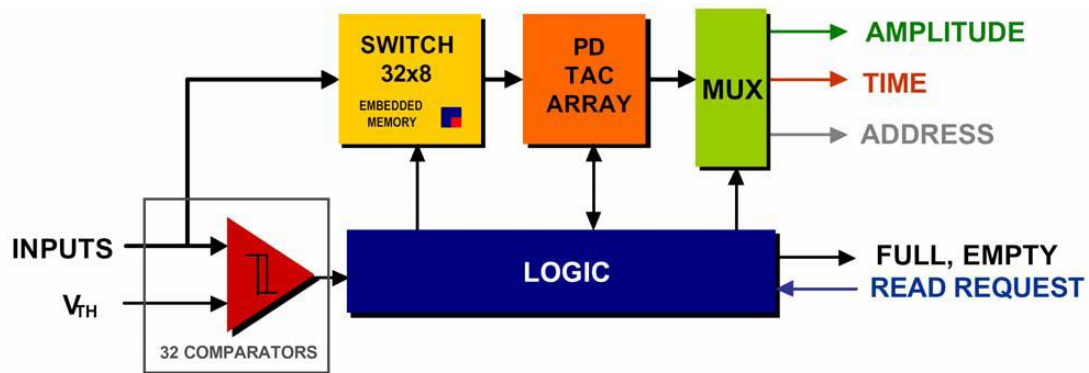 SWITCH
32x8
EMBEDDED
MEMORY
PD
TAC
ARRAY
MUX
AMPLITUDE
TIME
ADDRESS
INPUTS
VTH
32 COMPARATORS
LOGIC
FULL, EMPTY
READ REQUEST